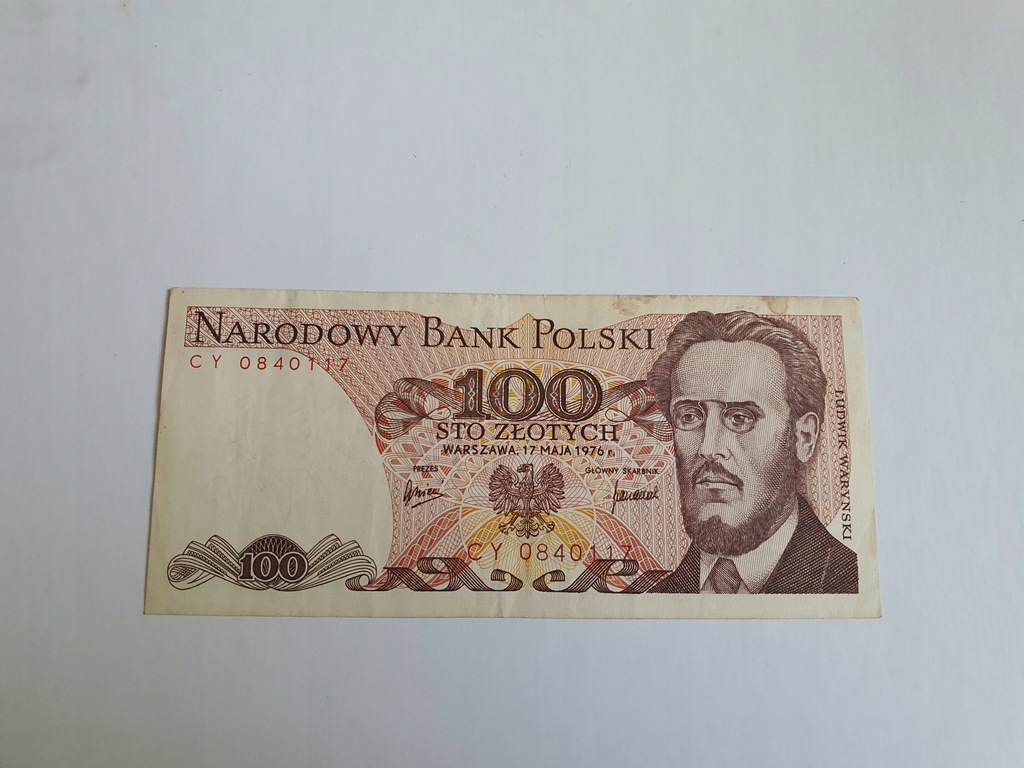 NARODOWY BANK POLSKI
CY 0840117
100
STO ZŁOTYCH
WARSZAWA, 17 MAJA 1976 r.
PREZES
GŁÓWNY SKARBNIK
CY 0840117
100
LUDWIK WARYŃSKI